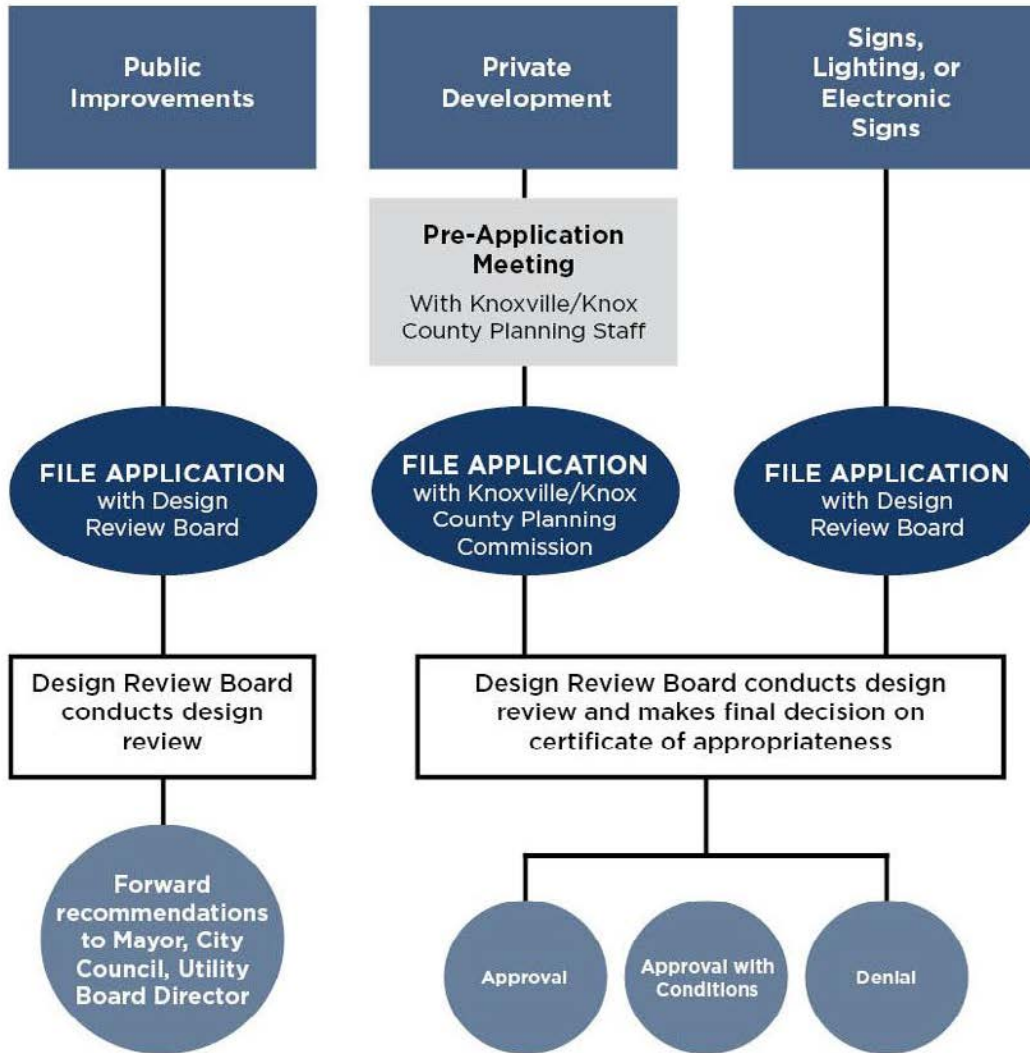 Public
Improvements
Private
Development
Signs,
Lighting, or
Electronic
Signs
Pre-Application
Meeting
With Knoxville/Knox
County Planning Staff
FILE APPLICATION
with Design
Review Board
FILE APPLICATION
with Knoxville/Knox
County Planning
Commission
FILE APPLICATION
with Design
Review Board
Design Review Board
conducts design
review
Design Review Board conducts design
review and makes final decision on
certificate of appropriateness
Forward
recommendations
to Mayor, City
Council, Utility
Board Director
Approval
Approval with
Conditions
Denial